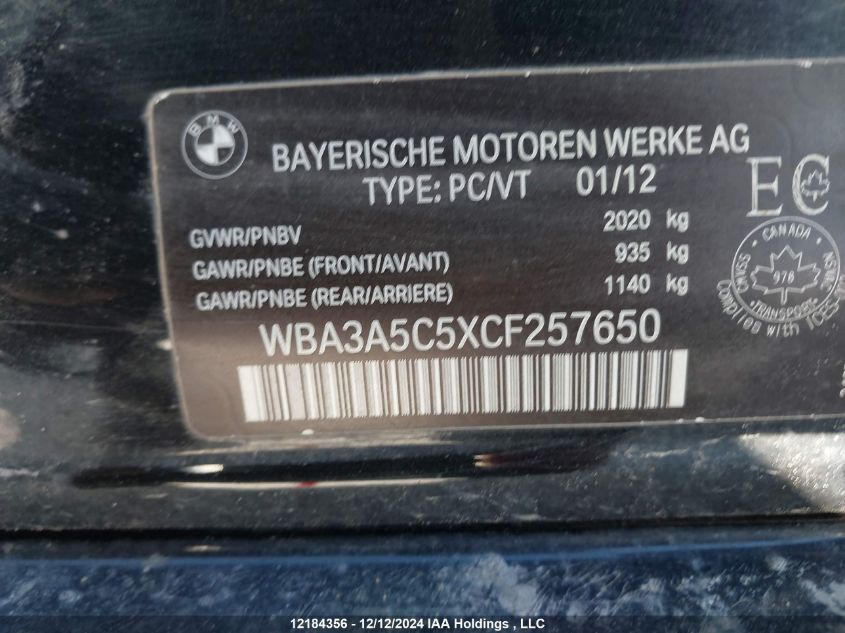 BMW
BAYERISCHE MOTOREN WERKE AG
TYPE: PC/VT 01/12
EC
GVWR/PNBV 2020 kg
GAWR/PNBE (FRONT/AVANT) 935 kg
GAWR/PNBE (REAR/ARRIERE) 1140 kg
CANADA
978
TRANSPORT
WBA3A5C5XCF257650
12184356 - 12/12/2024 IAA Holdings , LLC